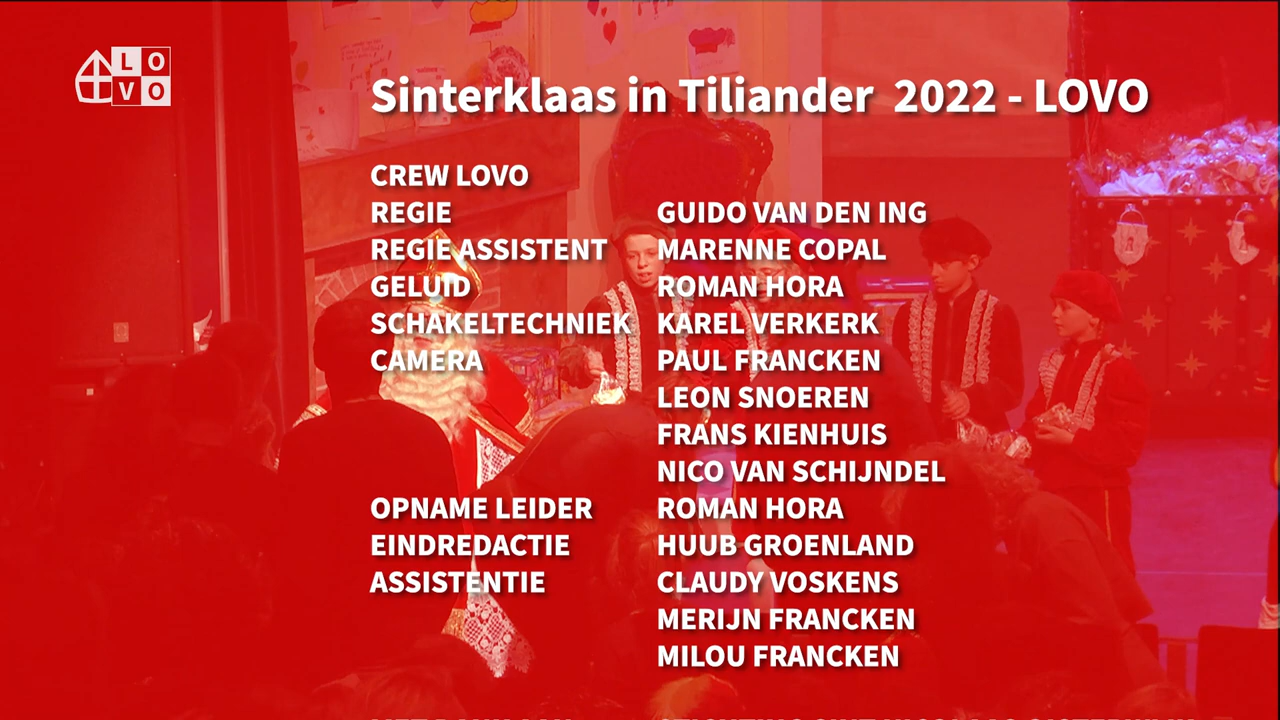 LO
VO
Sinterklaas in Tiliander 2022 - LOVO
CREW LOVO
REGIE GUIDO VAN DEN ING
REGIE ASSISTENT MARENNE COPAL
GELUID ROMAN HORA
SCHAKELTECHNIEK KAREL VERKERK
CAMERA PAUL FRANCKEN
LEON SNOEREN
FRANS KIENHUIS
NICO VAN SCHIJNDEL
OPNAME LEIDER ROMAN HORA
EINDREDACTIE HUUB GROENLAND
ASSISTENTIE CLAUDY VOSKENS
MERIJN FRANCKEN
MILOU FRANCKEN